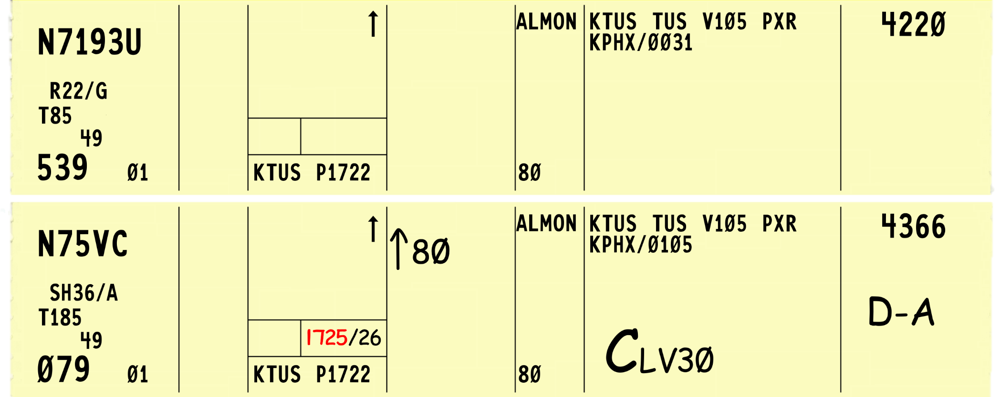 N7193U
R22/G
T85
49
539 Ø1
↑
KTUS P1722
ALMON
8Ø
KTUS TUS V1Ø5 PXR
KPHX/ØØ31
422Ø
N75VC
SH36/A
T185
49
Ø79 Ø1
↑
1725/26
KTUS P1722
↑8Ø
ALMON
8Ø
KTUS TUS V1Ø5 PXR
KPHX/Ø1Ø5
CLV3Ø
4366
D-A